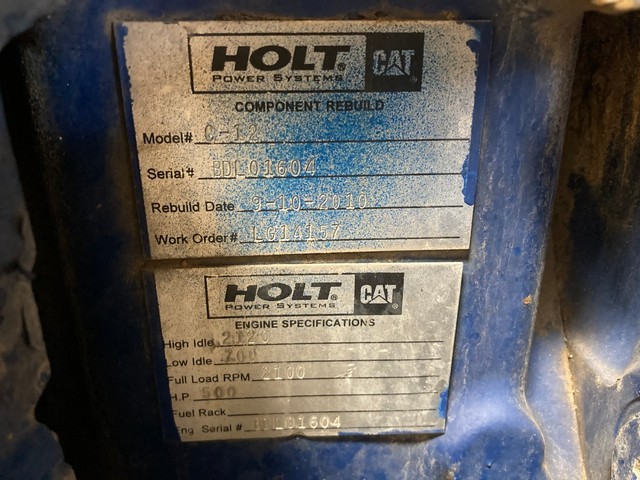 HOLT CAT
POWER SYSTEMS
COMPONENT REBUILD
Model# C-12
Serial# BDL01604
Rebuild Date 9-10-2010
Work Order# LG14157
HOLT CAT
POWER SYSTEMS
ENGINE SPECIFICATIONS
High Idle 2120
Low Idle 700
Full Load RPM 2100
H.P 500
Fuel Rack
Eng Serial # BDL01604